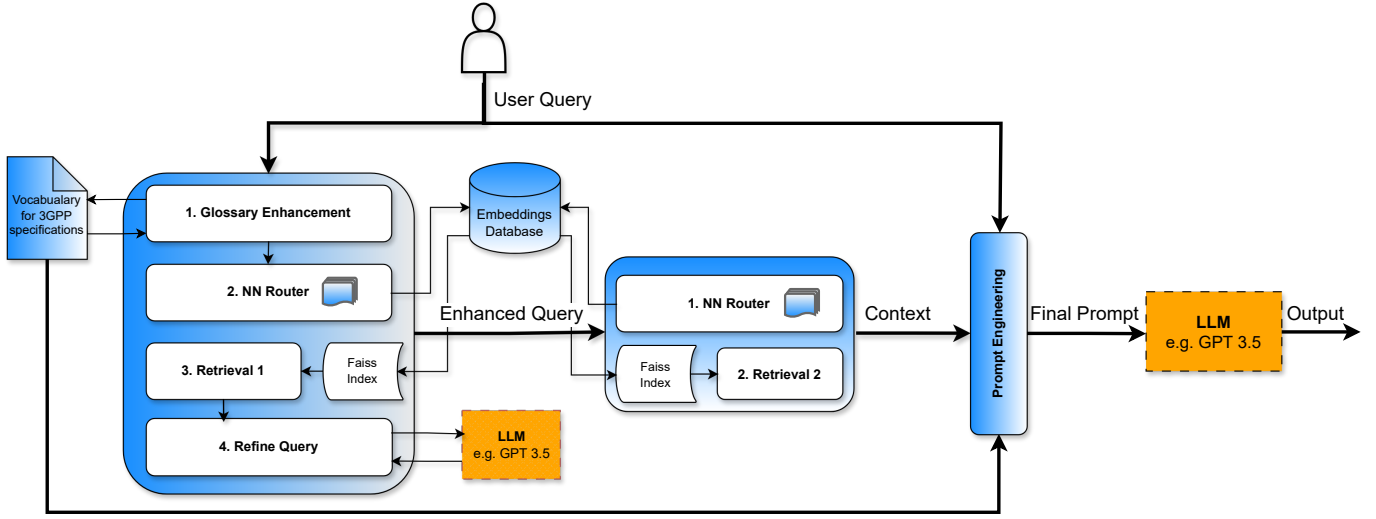 User Query
Vocabualary
for 3GPP
specifications
1. Glossary Enhancement
2. NN Router
3. Retrieval 1
Faiss
Index
4. Refine Query
LLM
e.g. GPT 3.5
Embeddings
Database
Enhanced Query
1. NN Router
Faiss
Index
2. Retrieval 2
Context
Prompt Engineering
Final Prompt
LLM
e.g. GPT 3.5
Output